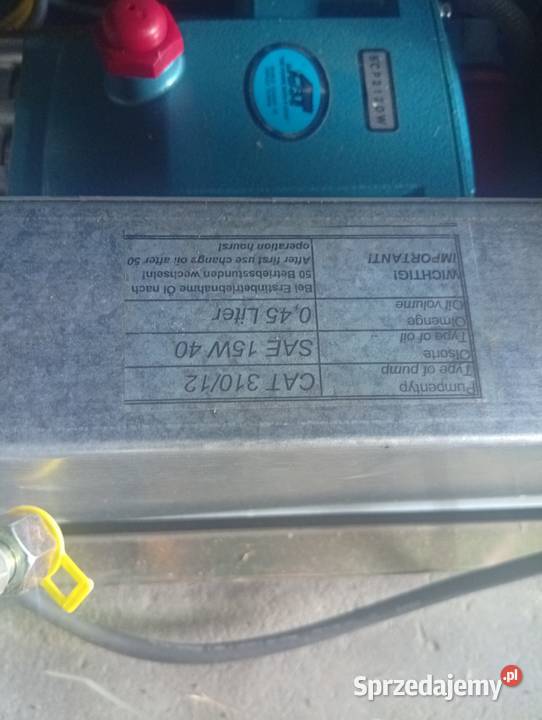 CAT
5CP2120W
Pumpentyp
Type of pump
CAT 310/12
Ölsorte
Type of oil
SAE 15W 40
Ölmenge
Oil volume
0,45 Liter
WICHTIG!
IMPORTANT!
Bei Erstinbetriebnahme Öl nach
50 Betriebsstunden wechseln!
After first use change oil after 50
operation hours!
Sprzedajemy.pl